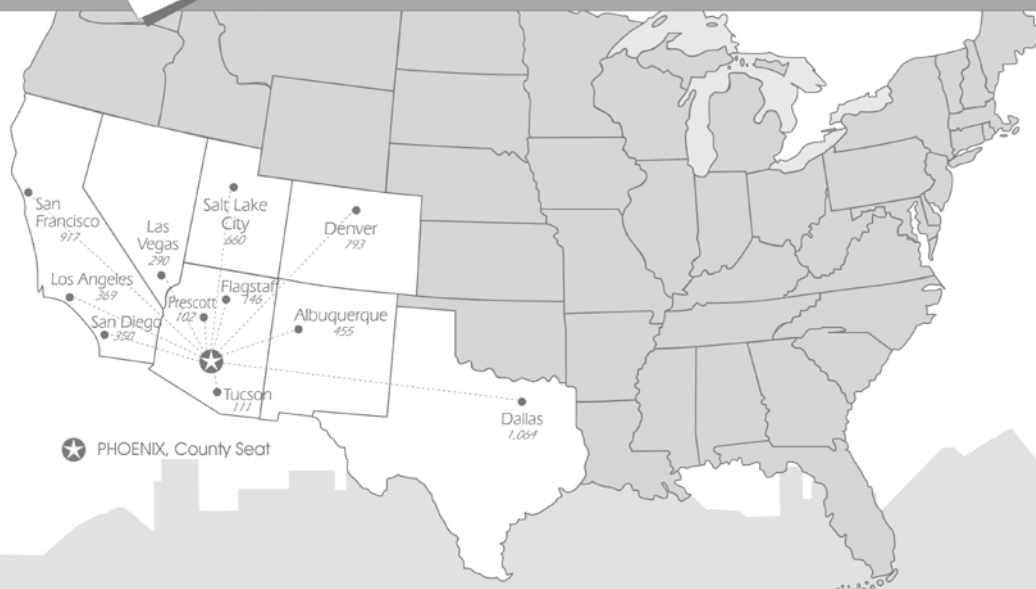 San
Francisco
917
Las
Vegas
290
Salt Lake
City
660
Denver
793
Los Angeles
369
Prescott
102
Flagstaff
146
San Diego
350
Albuquerque
455
Tucson
111
Dallas
1,064
PHOENIX, County Seat